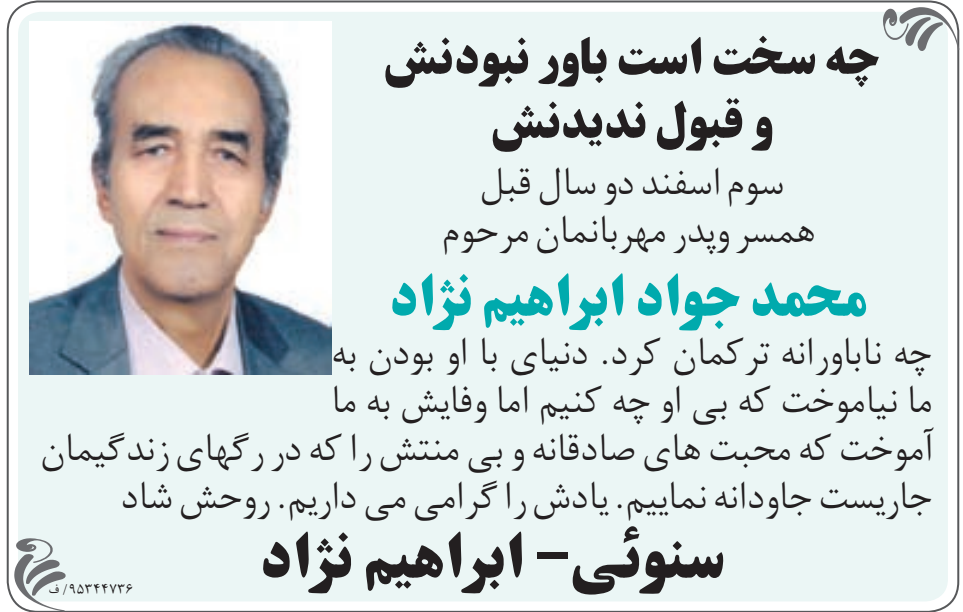 چه سخت است باور نبودنش
و قبول ندیدنش
سوم اسفند دو سال قبل
همسر وپدر مهربانمان مرحوم
محمد جواد ابراهیم نژاد
چه ناباورانه ترکمان کرد. دنیای با او بودن به
ما نیاموخت که بی او چه کنیم اما وفایش به ما
آموخت که محبت های صادقانه و بی منتش را که در رگهای زندگیمان
جاریست جاودانه نماییم. یادش را گرامی می داریم. روحش شاد
سنوئی- ابراهیم نژاد
۹۵۳۴۴۷۳۶/ ف